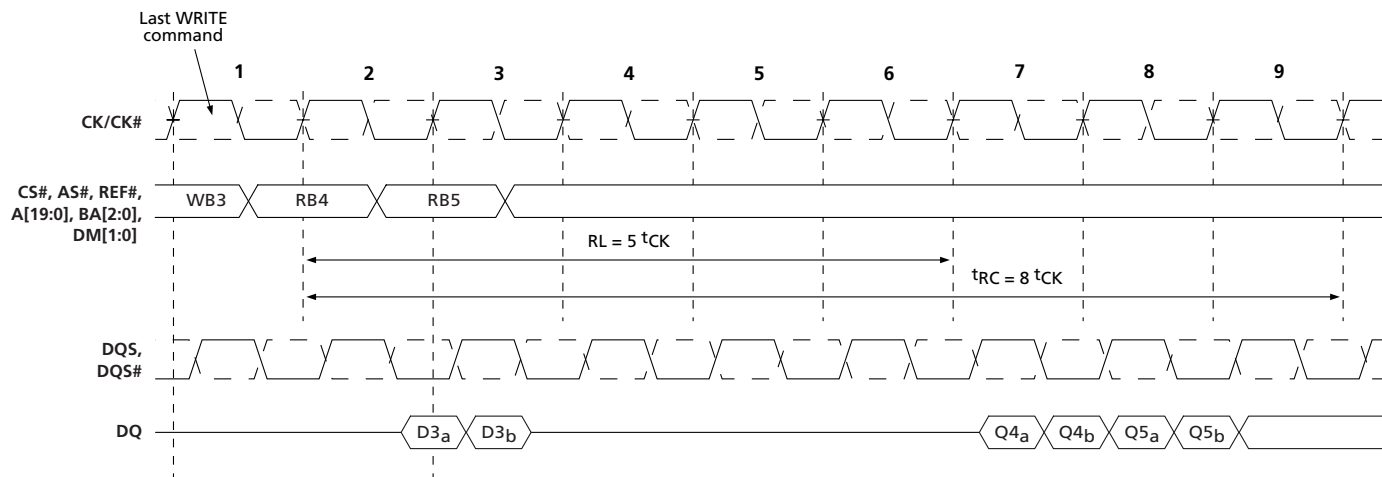 Last WRITE
command
1 2 3 4 5 6 7 8 9
CK/CK#
CS#, AS#, REF#,
A[19:0], BA[2:0],
DM[1:0]
WB3 RB4 RB5
RL = 5 tCK
tRC = 8 tCK
DQS,
DQS#
DQ D3a D3b Q4a Q4b Q5a Q5b